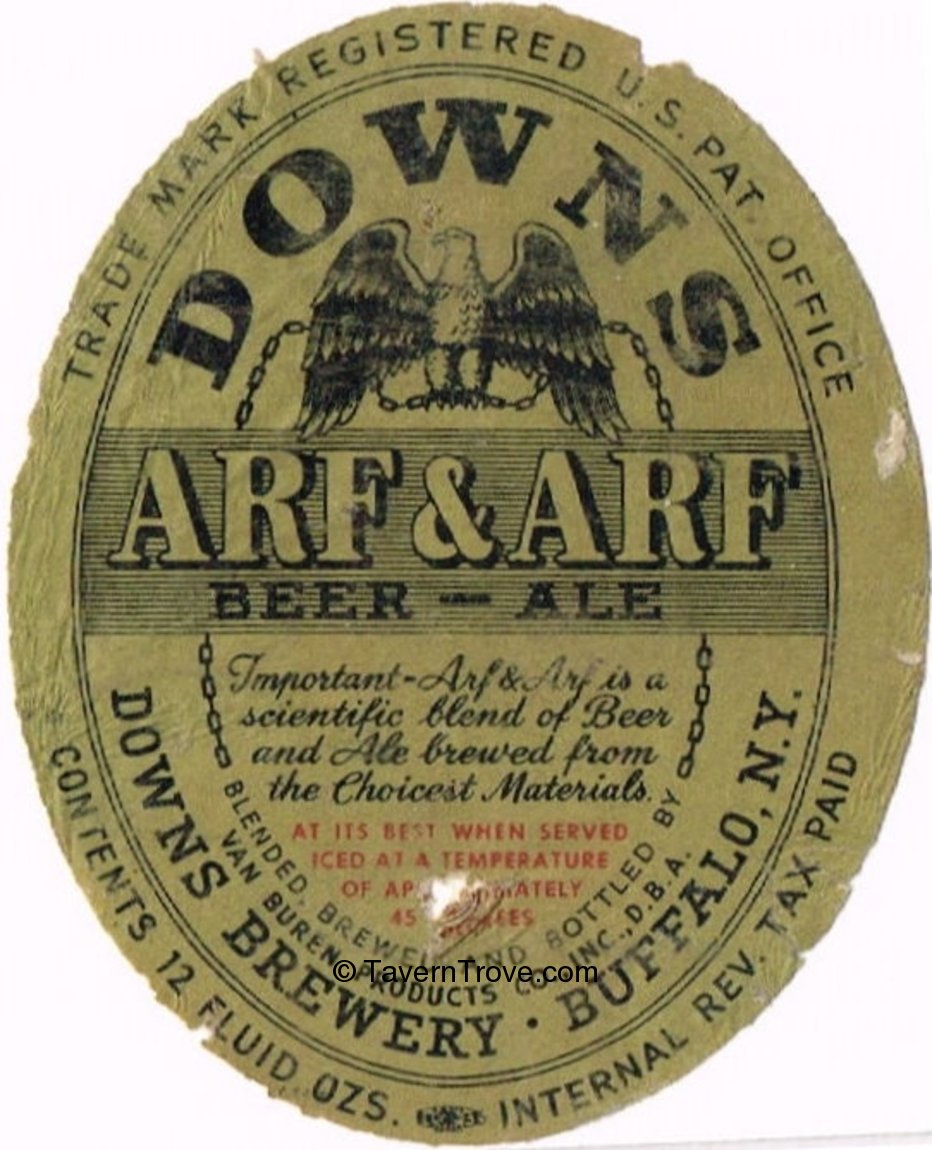 TRADE MARK REGISTERED U.S. PAT. OFFICE
DOWNS
ARF & ARF
BEER - ALE
Important - Arf & Arf is a
scientific blend of Beer
and Ale brewed from
the Choicest Materials.
AT ITS BEST WHEN SERVED
ICED AT A TEMPERATURE
OF
45
BLENDED, BREWED AND BOTTLED BY
VAN BUREN PRODUCTS CO. INC., D.B.A.
DOWNS BREWERY · BUFFALO, N.Y.
CONTENTS 12 FLUID OZS. INTERNAL REV. TAX PAID
© TavernTrove.com